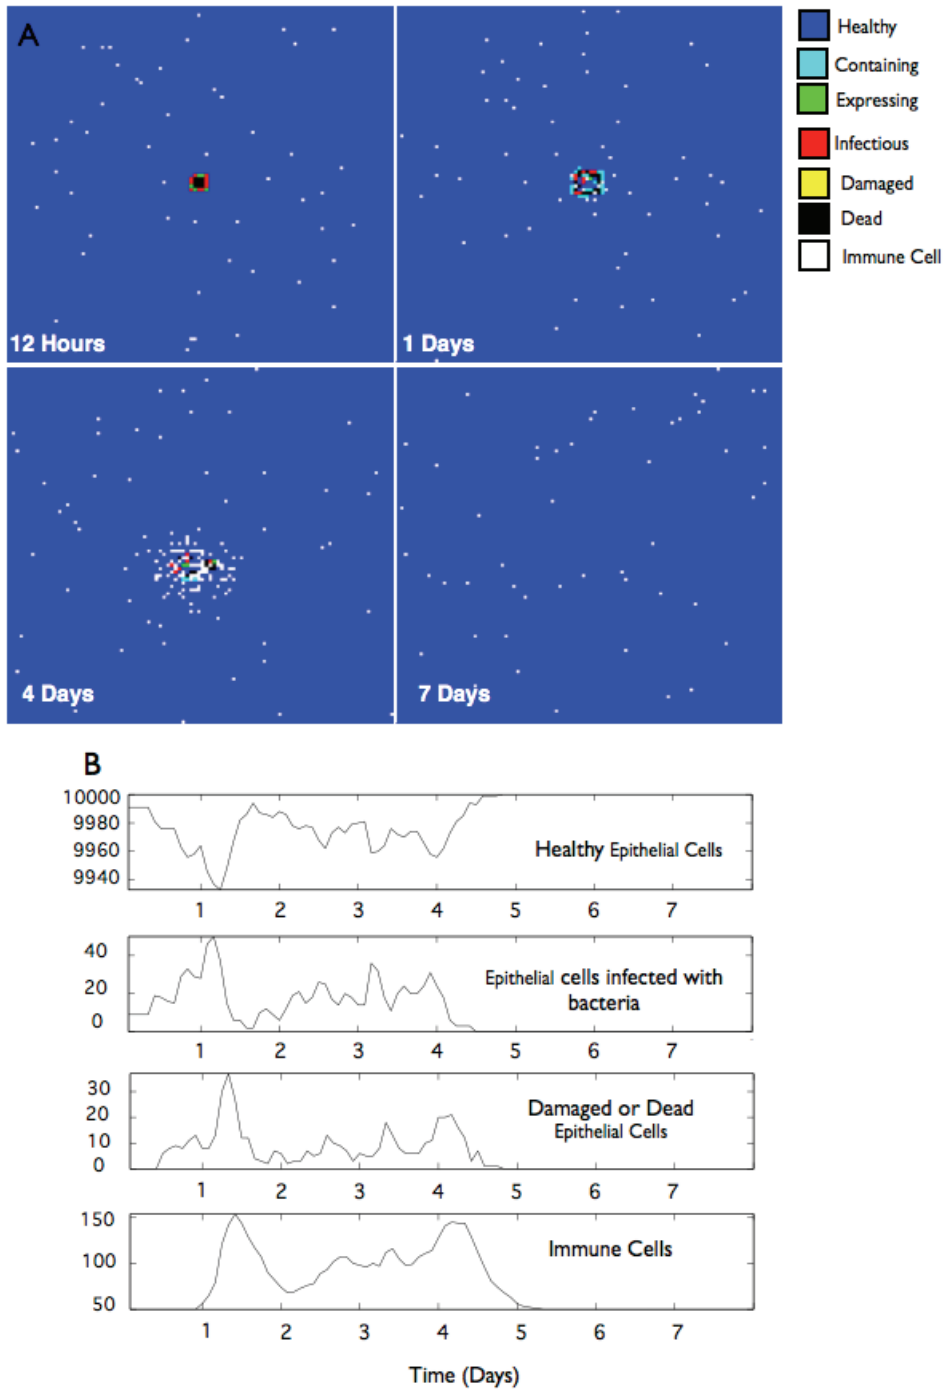 A
Healthy
Containing
Expressing
Infectious
Damaged
Dead
Immune Cell
12 Hours
1 Days
4 Days
7 Days
B
10000
9980
9960
9940
Healthy Epithelial Cells
1 2 3 4 5 6 7
40
20
0
Epithelial cells infected with
bacteria
1 2 3 4 5 6 7
30
20
10
0
Damaged or Dead
Epithelial Cells
1 2 3 4 5 6 7
150
100
50
Immune Cells
1 2 3 4 5 6 7
Time (Days)